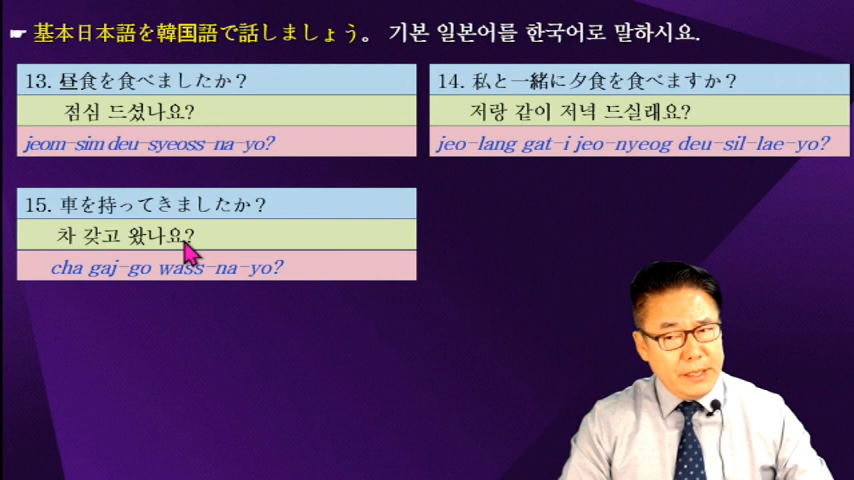 ☛ 基本日本語を韓国語で話しましょう。 기본 일본어를 한국어로 말하시요.
13. 昼食を食べましたか？
점심 드셨나요?
jeom-sim deu-syeoss-na-yo?
14. 私と一緒に夕食を食べますか？
저랑 같이 저녁 드실래요?
jeo-lang gat-i jeo-nyeog deu-sil-lae-yo?
15. 車を持ってきましたか？
차 갖고 왔나요?
cha gaj-go wass-na-yo?